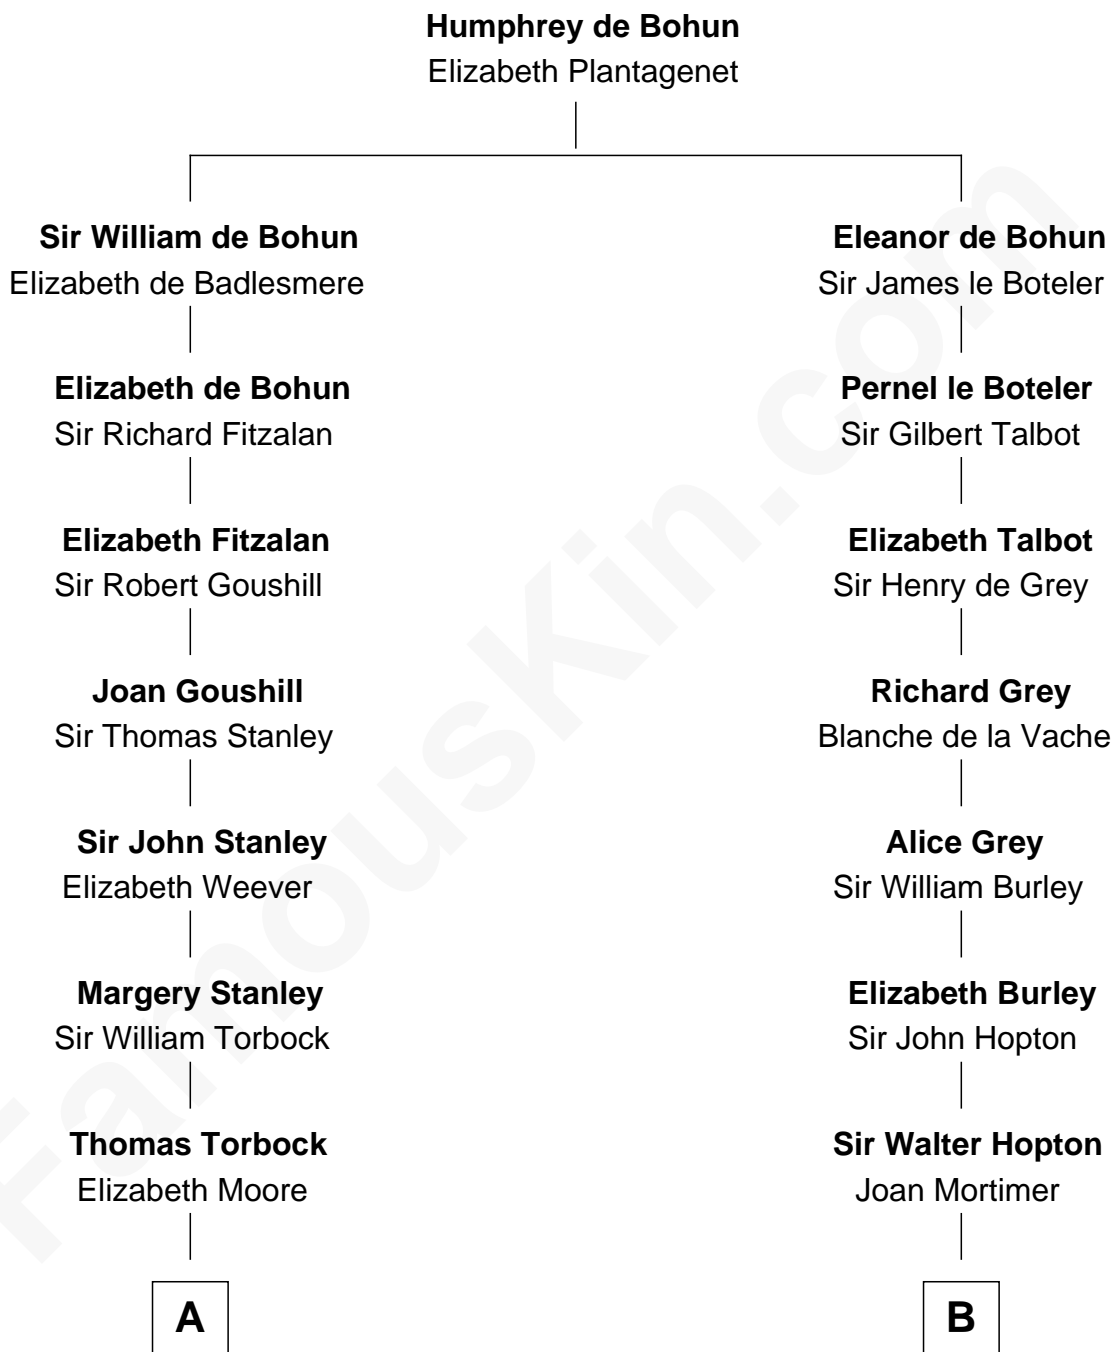 Humphrey de Bohun
Elizabeth Plantagenet
Sir William de Bohun
Elizabeth de Badlesmere
Eleanor de Bohun
Sir James le Boteler
Elizabeth de Bohun
Sir Richard Fitzalan
Pernel le Boteler
Sir Gilbert Talbot
Elizabeth Fitzalan
Sir Robert Goushill
Elizabeth Talbot
Sir Henry de Grey
Joan Goushill
Sir Thomas Stanley
Richard Grey
Blanche de la Vache
Sir John Stanley
Elizabeth Weever
Alice Grey
Sir William Burley
Margery Stanley
Sir William Torbock
Elizabeth Burley
Sir John Hopton
Thomas Torbock
Elizabeth Moore
Sir Walter Hopton
Joan Mortimer
A
B
FamousKin.com